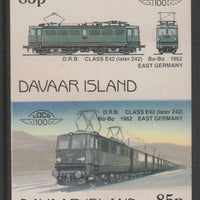 85p
D.R.B. CLASS E42 (later 242)
Bo-Bo 1962
EAST GERMANY
LOCO
100
DAVAAR ISLAND
D.R.B. CLASS E42 (later 242)
Bo-Bo 1962 EAST GERMANY
LOCO
100
DAVAAR ISLAND 85p